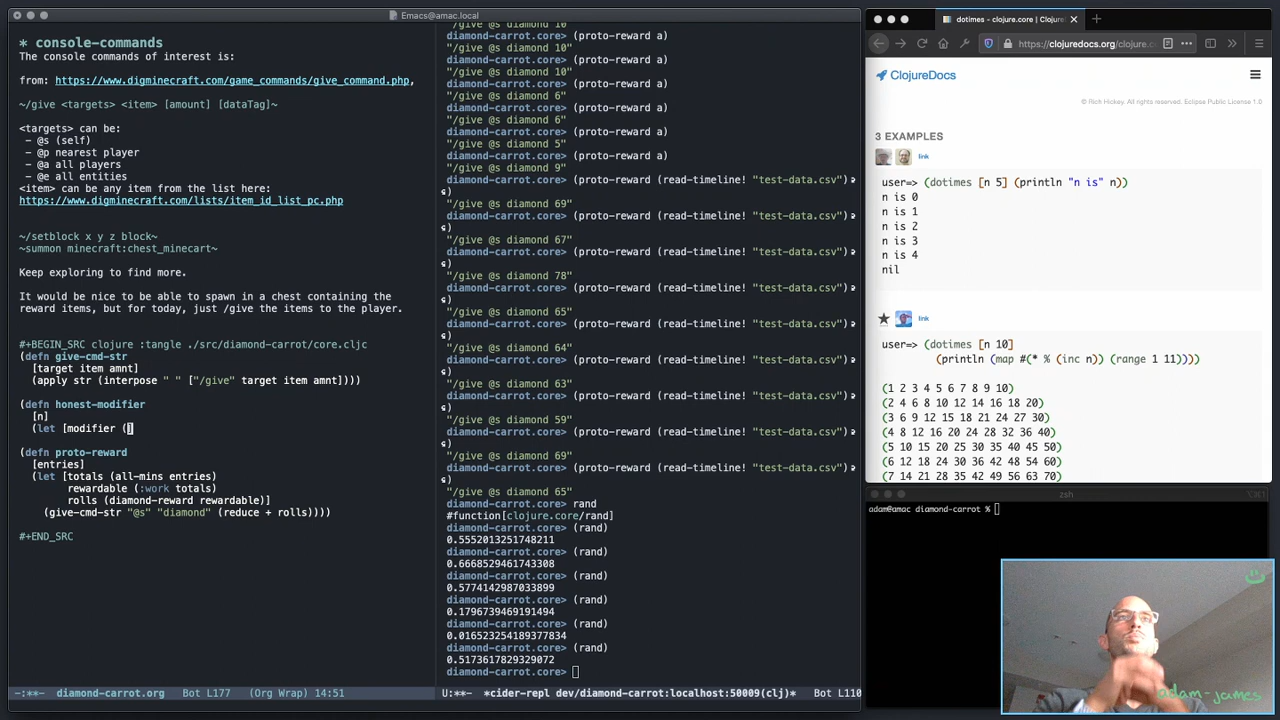 Emacs@amac.local
* console-commands
The console commands of interest is:
from: https://www.digminecraft.com/game_commands/give_command.php,
~/give <targets> <item> [amount] [dataTag]~
<targets> can be:
- @s (self)
- @p nearest player
- @a all players
- @e all entities
<item> can be any item from the list here:
https://www.digminecraft.com/lists/item_id_list_pc.php
~/setblock x y z block~
~summon minecraft:chest_minecart~
Keep exploring to find more.
It would be nice to be able to spawn in a chest containing the
reward items, but for today, just /give the items to the player.
#+BEGIN_SRC clojure :tangle ./src/diamond-carrot/core.cljc
(defn give-cmd-str
[target item amnt]
(apply str (interpose " " ["/give" target item amnt])))
(defn honest-modifier
[n]
(let [modifier (]
(defn proto-reward
[entries]
(let [totals (all-mins entries)
rewardable (:work totals)
rolls (diamond-reward rewardable)]
(give-cmd-str "@s" "diamond" (reduce + rolls))))
#+END_SRC
-:**- diamond-carrot.org Bot L177 (Org Wrap) 14:51
"/give @s diamond 10"
diamond-carrot.core> (proto-reward a)
"/give @s diamond 10"
diamond-carrot.core> (proto-reward a)
"/give @s diamond 10"
diamond-carrot.core> (proto-reward a)
"/give @s diamond 6"
diamond-carrot.core> (proto-reward a)
"/give @s diamond 6"
diamond-carrot.core> (proto-reward a)
"/give @s diamond 5"
diamond-carrot.core> (proto-reward a)
"/give @s diamond 9"
diamond-carrot.core> (proto-reward (read-timeline! "test-data.csv")
)
"/give @s diamond 69"
diamond-carrot.core> (proto-reward (read-timeline! "test-data.csv")
)
"/give @s diamond 67"
diamond-carrot.core> (proto-reward (read-timeline! "test-data.csv")
)
"/give @s diamond 78"
diamond-carrot.core> (proto-reward (read-timeline! "test-data.csv")
)
"/give @s diamond 65"
diamond-carrot.core> (proto-reward (read-timeline! "test-data.csv")
)
"/give @s diamond 64"
diamond-carrot.core> (proto-reward (read-timeline! "test-data.csv")
)
"/give @s diamond 63"
diamond-carrot.core> (proto-reward (read-timeline! "test-data.csv")
)
"/give @s diamond 59"
diamond-carrot.core> (proto-reward (read-timeline! "test-data.csv")
)
"/give @s diamond 69"
diamond-carrot.core> (proto-reward (read-timeline! "test-data.csv")
)
"/give @s diamond 65"
diamond-carrot.core> rand
#function[clojure.core/rand]
diamond-carrot.core> (rand)
0.5552013251748211
diamond-carrot.core> (rand)
0.6668529461743308
diamond-carrot.core> (rand)
0.5774142987033899
diamond-carrot.core> (rand)
0.1796739469191494
diamond-carrot.core> (rand)
0.016523254189377834
diamond-carrot.core> (rand)
0.5173617829329072
diamond-carrot.core>
U:**- *cider-repl dev/diamond-carrot:localhost:50009(clj)* Bot L110
dotimes - clojure.core | Clojure
https://clojuredocs.org/clojure.c
ClojureDocs
© Rich Hickey. All rights reserved. Eclipse Public License 1.0
3 EXAMPLES
link
user=> (dotimes [n 5] (println "n is" n))
n is 0
n is 1
n is 2
n is 3
n is 4
nil
link
user=> (dotimes [n 10]
(println (map #(* % (inc n)) (range 1 11))))
(1 2 3 4 5 6 7 8 9 10)
(2 4 6 8 10 12 14 16 18 20)
(3 6 9 12 15 18 21 24 27 30)
(4 8 12 16 20 24 28 32 36 40)
(5 10 15 20 25 30 35 40 45 50)
(6 12 18 24 30 36 42 48 54 60)
(7 14 21 28 35 42 49 56 63 70)
zsh
adam@amac diamond-carrot %
adam-james